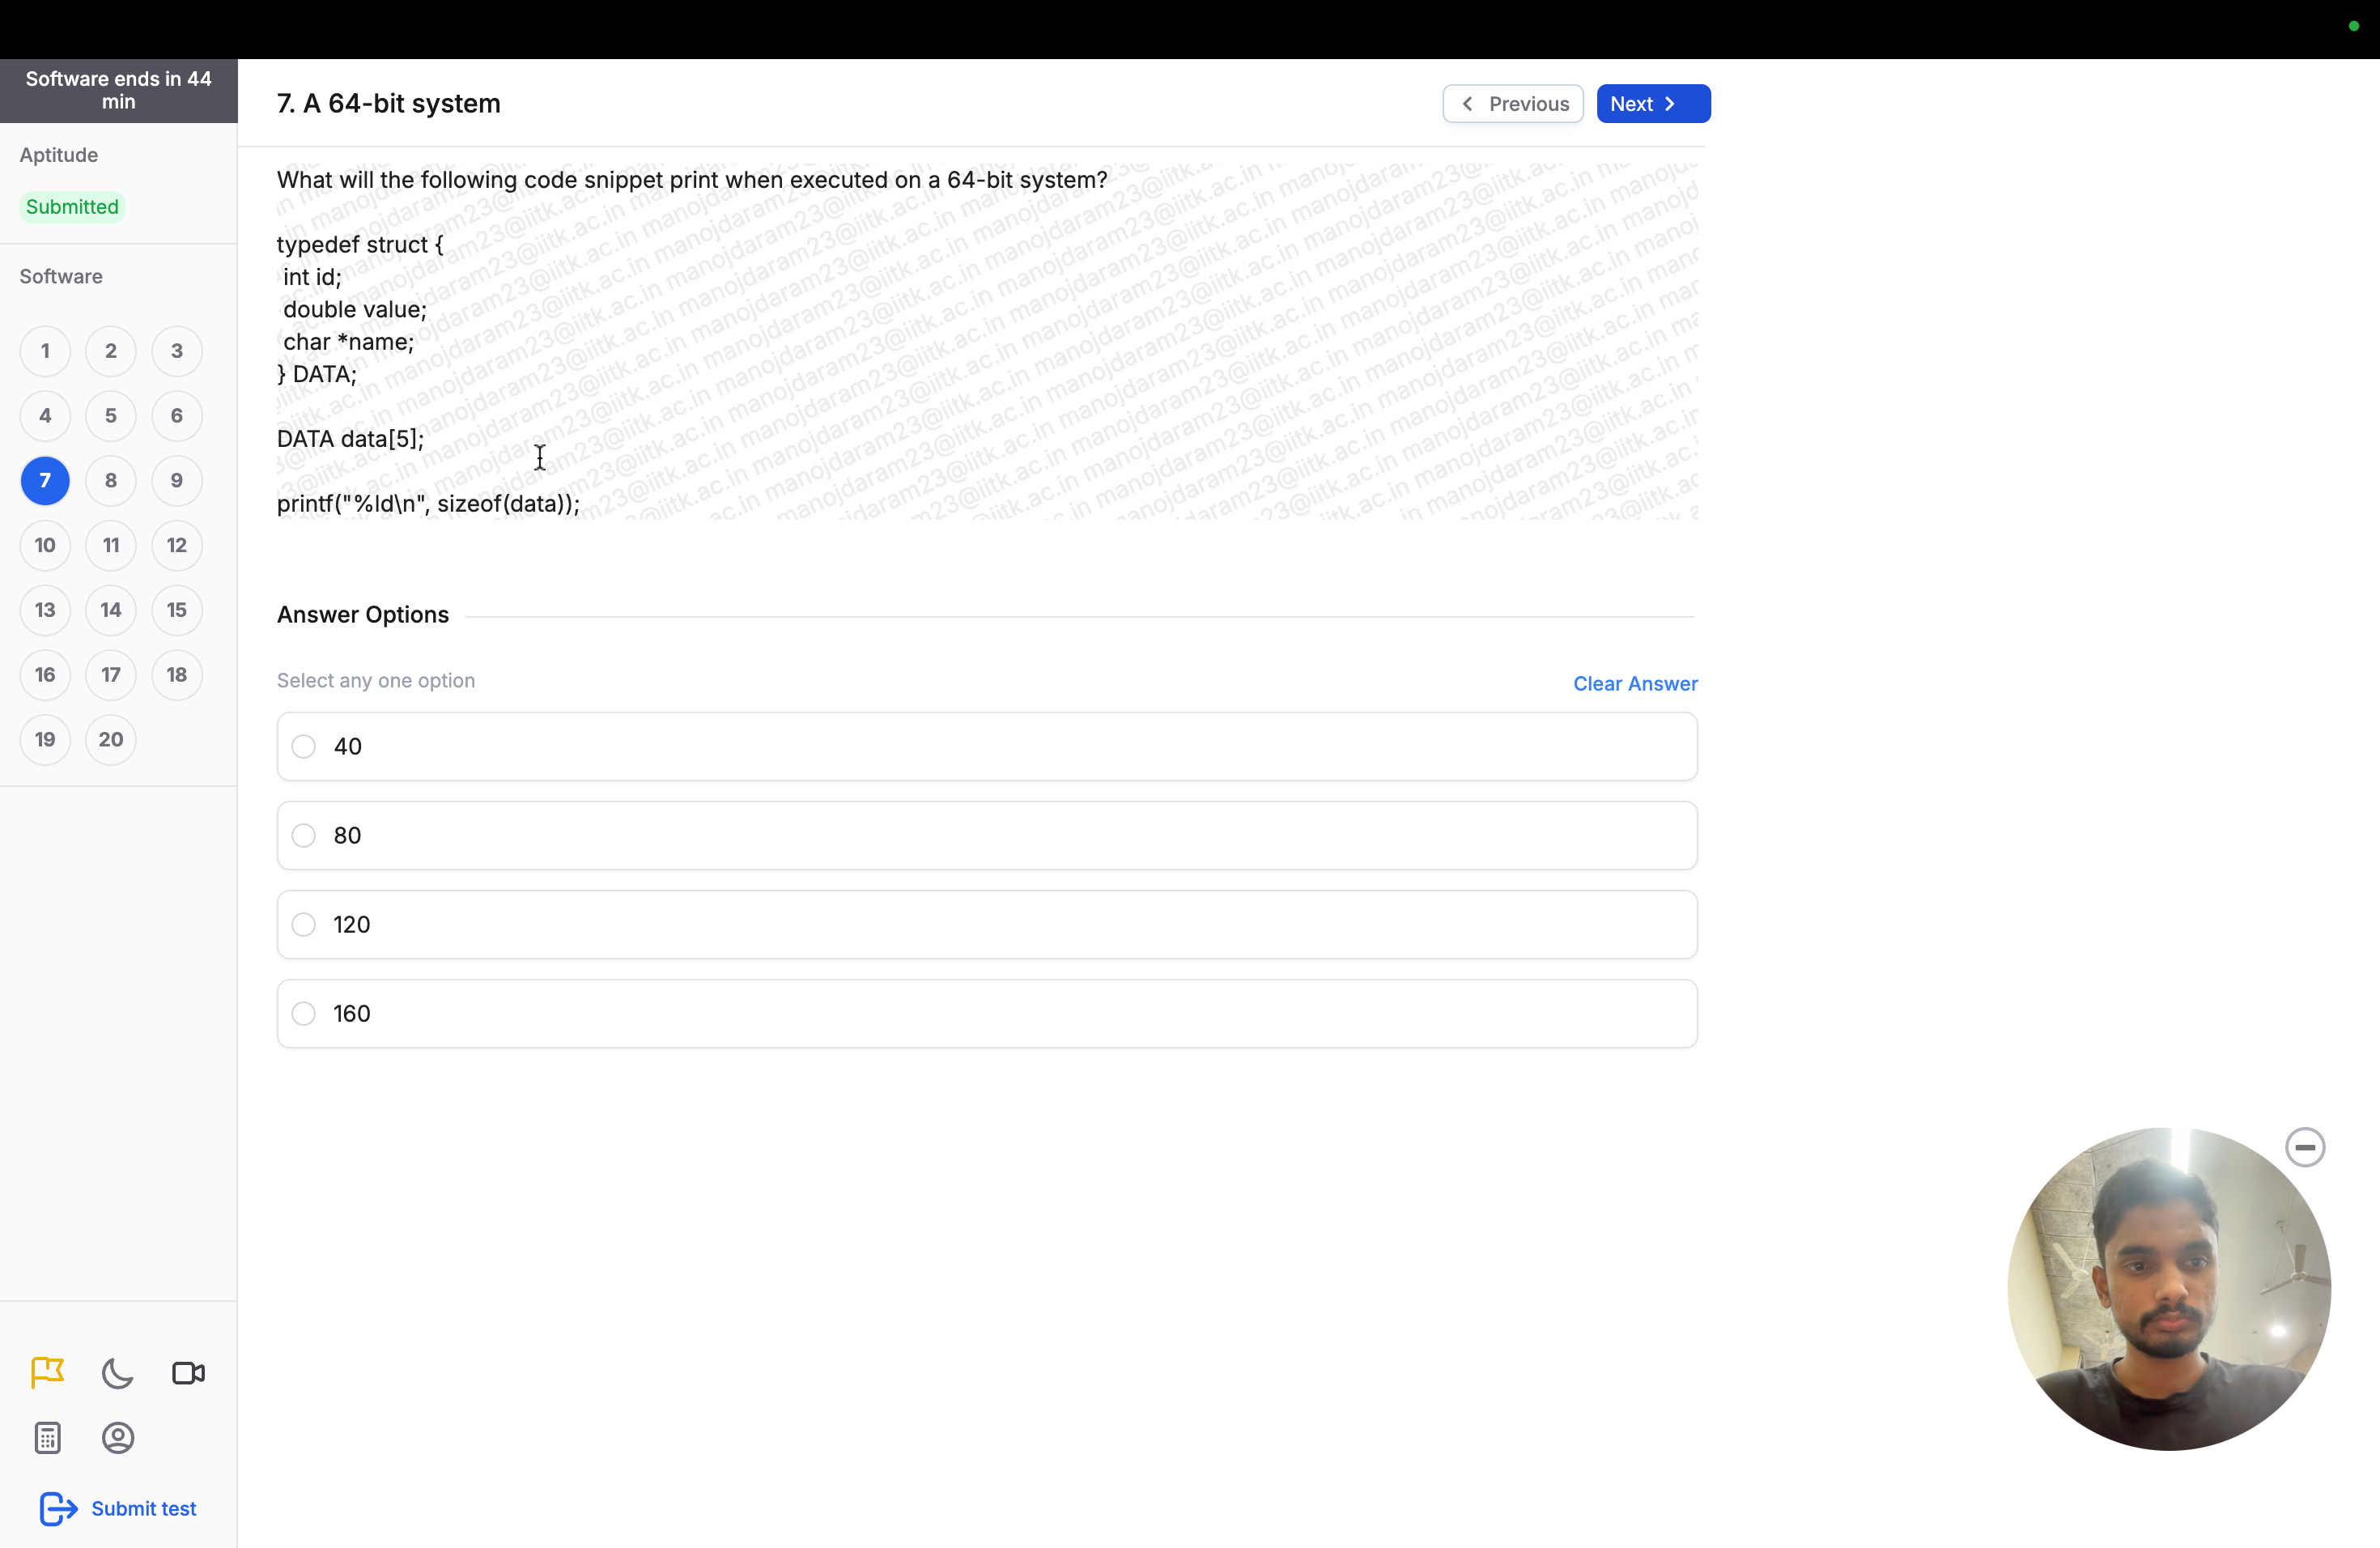 Software ends in 44
min
Aptitude
Submitted
Software
1 2 3
4 5 6
7 8 9
10 11 12
13 14 15
16 17 18
19 20
Submit test
7. A 64-bit system
Previous
Next
What will the following code snippet print when executed on a 64-bit system?
typedef struct {
int id;
double value;
char *name;
} DATA;
DATA data[5];
printf("%ld\n", sizeof(data));
manojdaram23@iitk.ac.in
Answer Options
Select any one option
Clear Answer
40
80
120
160